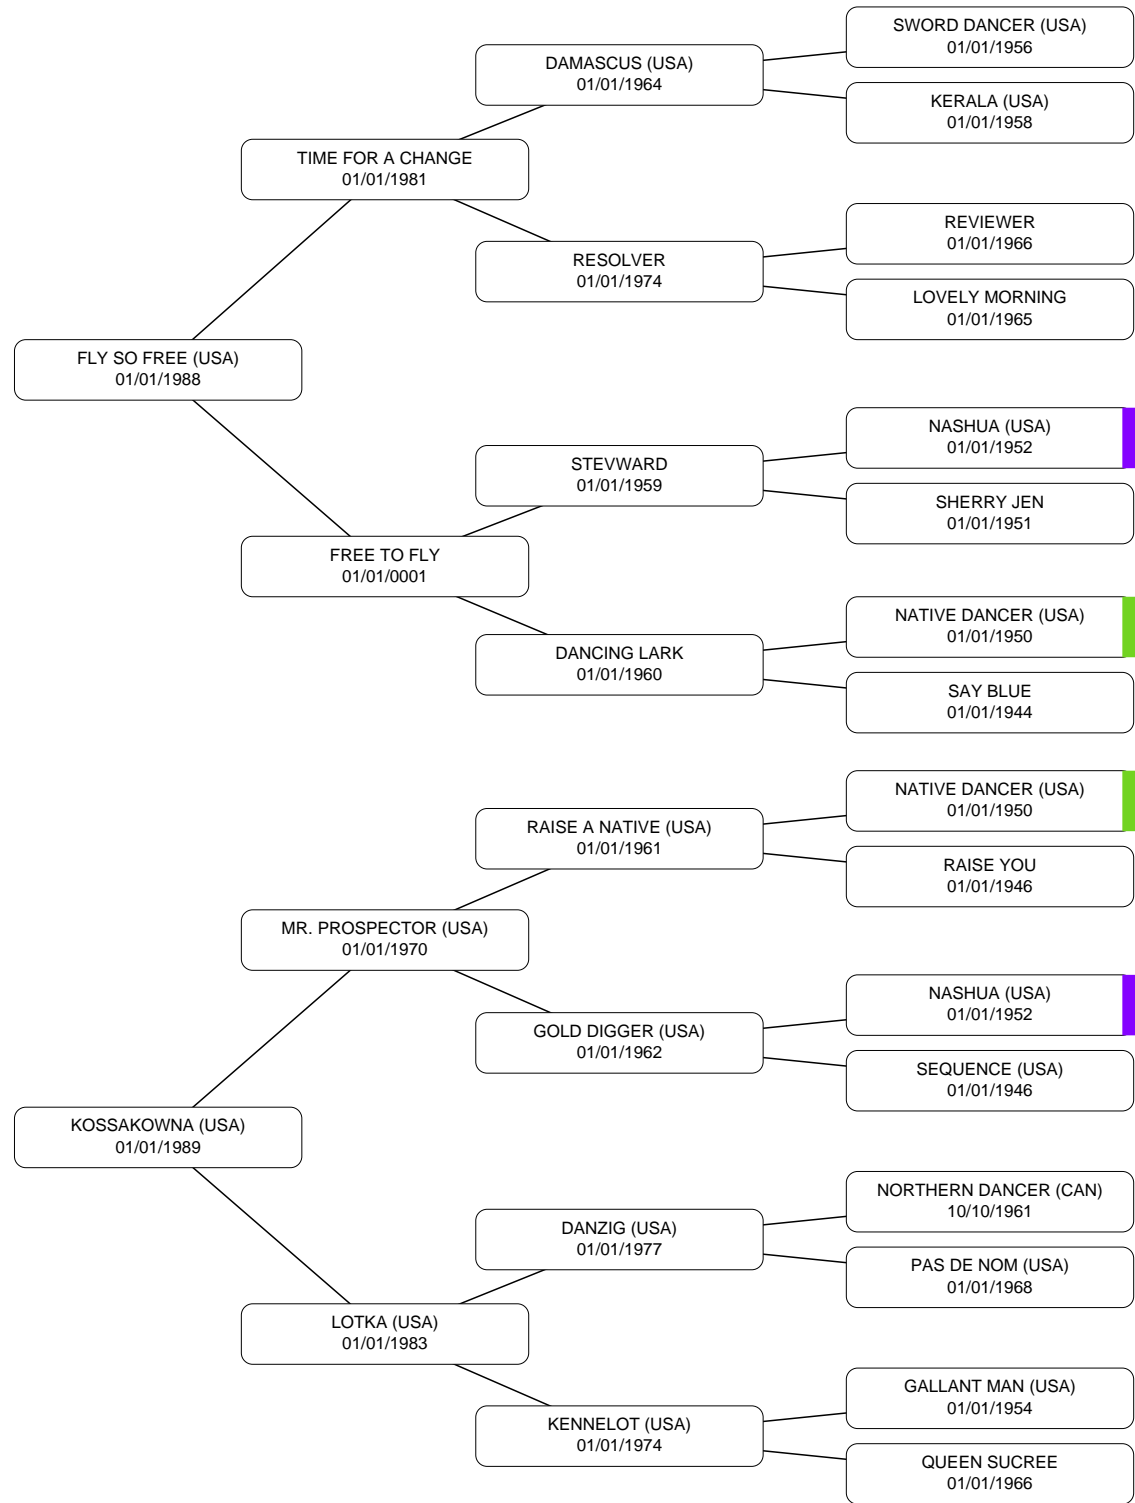 SWORD DANCER (USA)
01/01/1956
DAMASCUS (USA)
01/01/1964
KERALA (USA)
01/01/1958
TIME FOR A CHANGE
01/01/1981
REVIEWER
01/01/1966
RESOLVER
01/01/1974
LOVELY MORNING
01/01/1965
FLY SO FREE (USA)
01/01/1988
NASHUA (USA)
01/01/1952
STEVWARD
01/01/1959
SHERRY JEN
01/01/1951
FREE TO FLY
01/01/0001
NATIVE DANCER (USA)
01/01/1950
DANCING LARK
01/01/1960
SAY BLUE
01/01/1944
NATIVE DANCER (USA)
01/01/1950
RAISE A NATIVE (USA)
01/01/1961
RAISE YOU
01/01/1946
MR. PROSPECTOR (USA)
01/01/1970
NASHUA (USA)
01/01/1952
GOLD DIGGER (USA)
01/01/1962
SEQUENCE (USA)
01/01/1946
KOSSAKOWNA (USA)
01/01/1989
NORTHERN DANCER (CAN)
10/10/1961
DANZIG (USA)
01/01/1977
PAS DE NOM (USA)
01/01/1968
LOTKA (USA)
01/01/1983
GALLANT MAN (USA)
01/01/1954
KENNELOT (USA)
01/01/1974
QUEEN SUCREE
01/01/1966